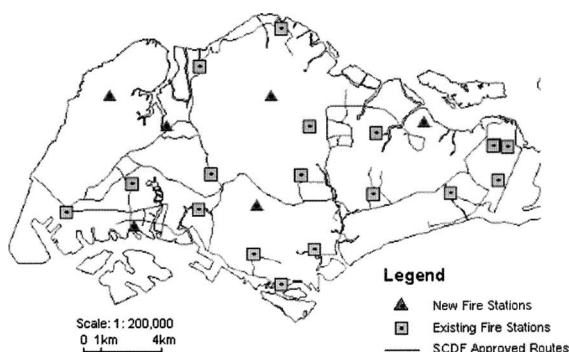 Legend
New Fire Stations
Existing Fire Stations
SCDF Approved Routes
Scale: 1: 200,000
0 1km 4km